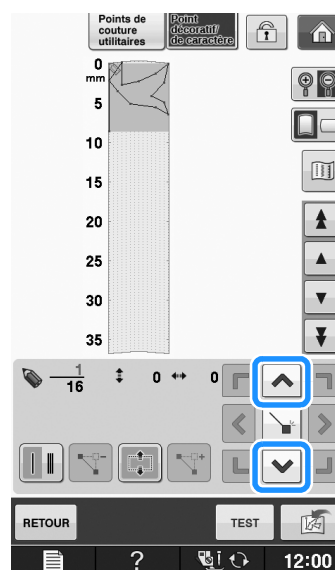 Points de
couture
utilitaires
Point
décoratif/
de caractère
0
mm
5
10
15
20
25
30
35
1
16
0
0
RETOUR
TEST
?
12:00